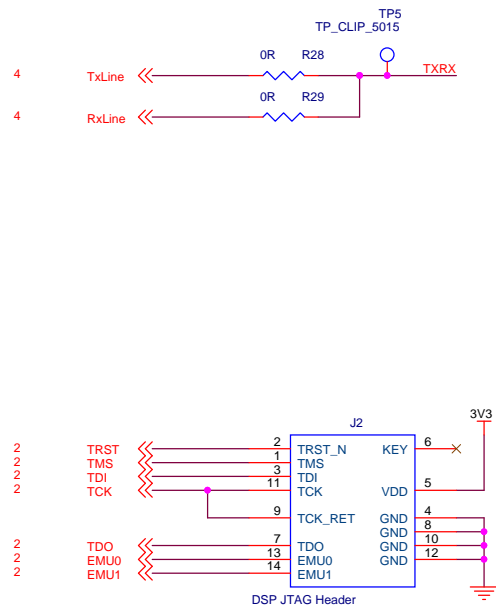 TP5
TP_CLIP_5015
0R R28
4 TxLine TXRX
0R R29
4 RxLine
3V3
J2
2 TRST 2 TRST_N KEY 6
2 TMS 1 TMS
2 TDI 3 TDI
2 TCK 11 TCK VDD 5
9 TCK_RET GND 4
GND 8
2 TDO 7 TDO GND 10
2 EMU0 13 EMU0 GND 12
2 EMU1 14 EMU1
DSP JTAG Header